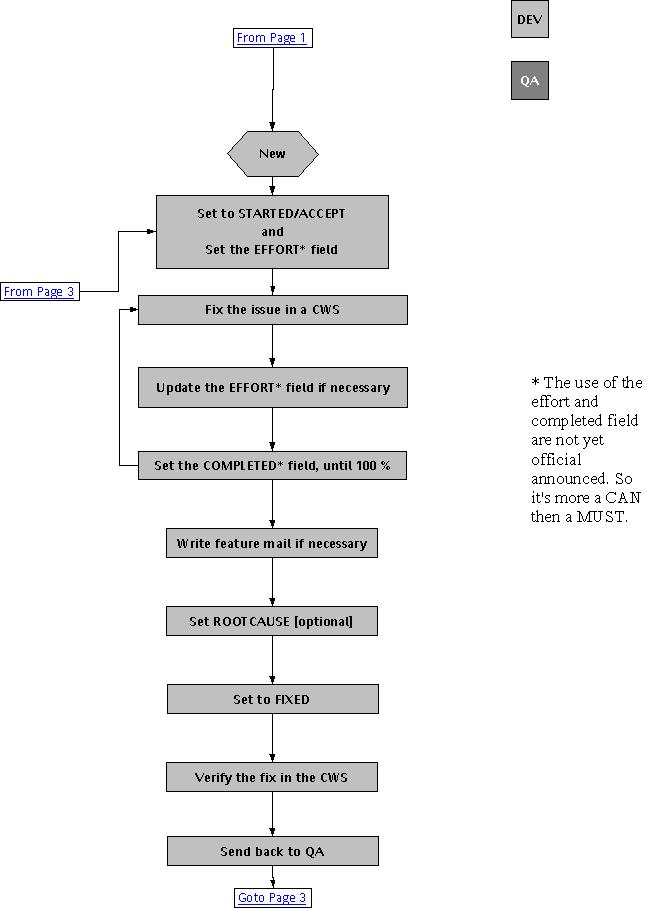 DEV
From Page 1
QA
New
Set to STARTED/ACCEPT
and
Set the EFFORT* field
From Page 3
Fix the issue in a CWS
Update the EFFORT* field if necessary
* The use of the
effort and
completed field
are not yet
official
announced. So
it's more a CAN
then a MUST.
Set the COMPLETED* field, until 100 %
Write feature mail if necessary
Set ROOTCAUSE [optional]
Set to FIXED
Verify the fix in the CWS
Send back to QA
Goto Page 3